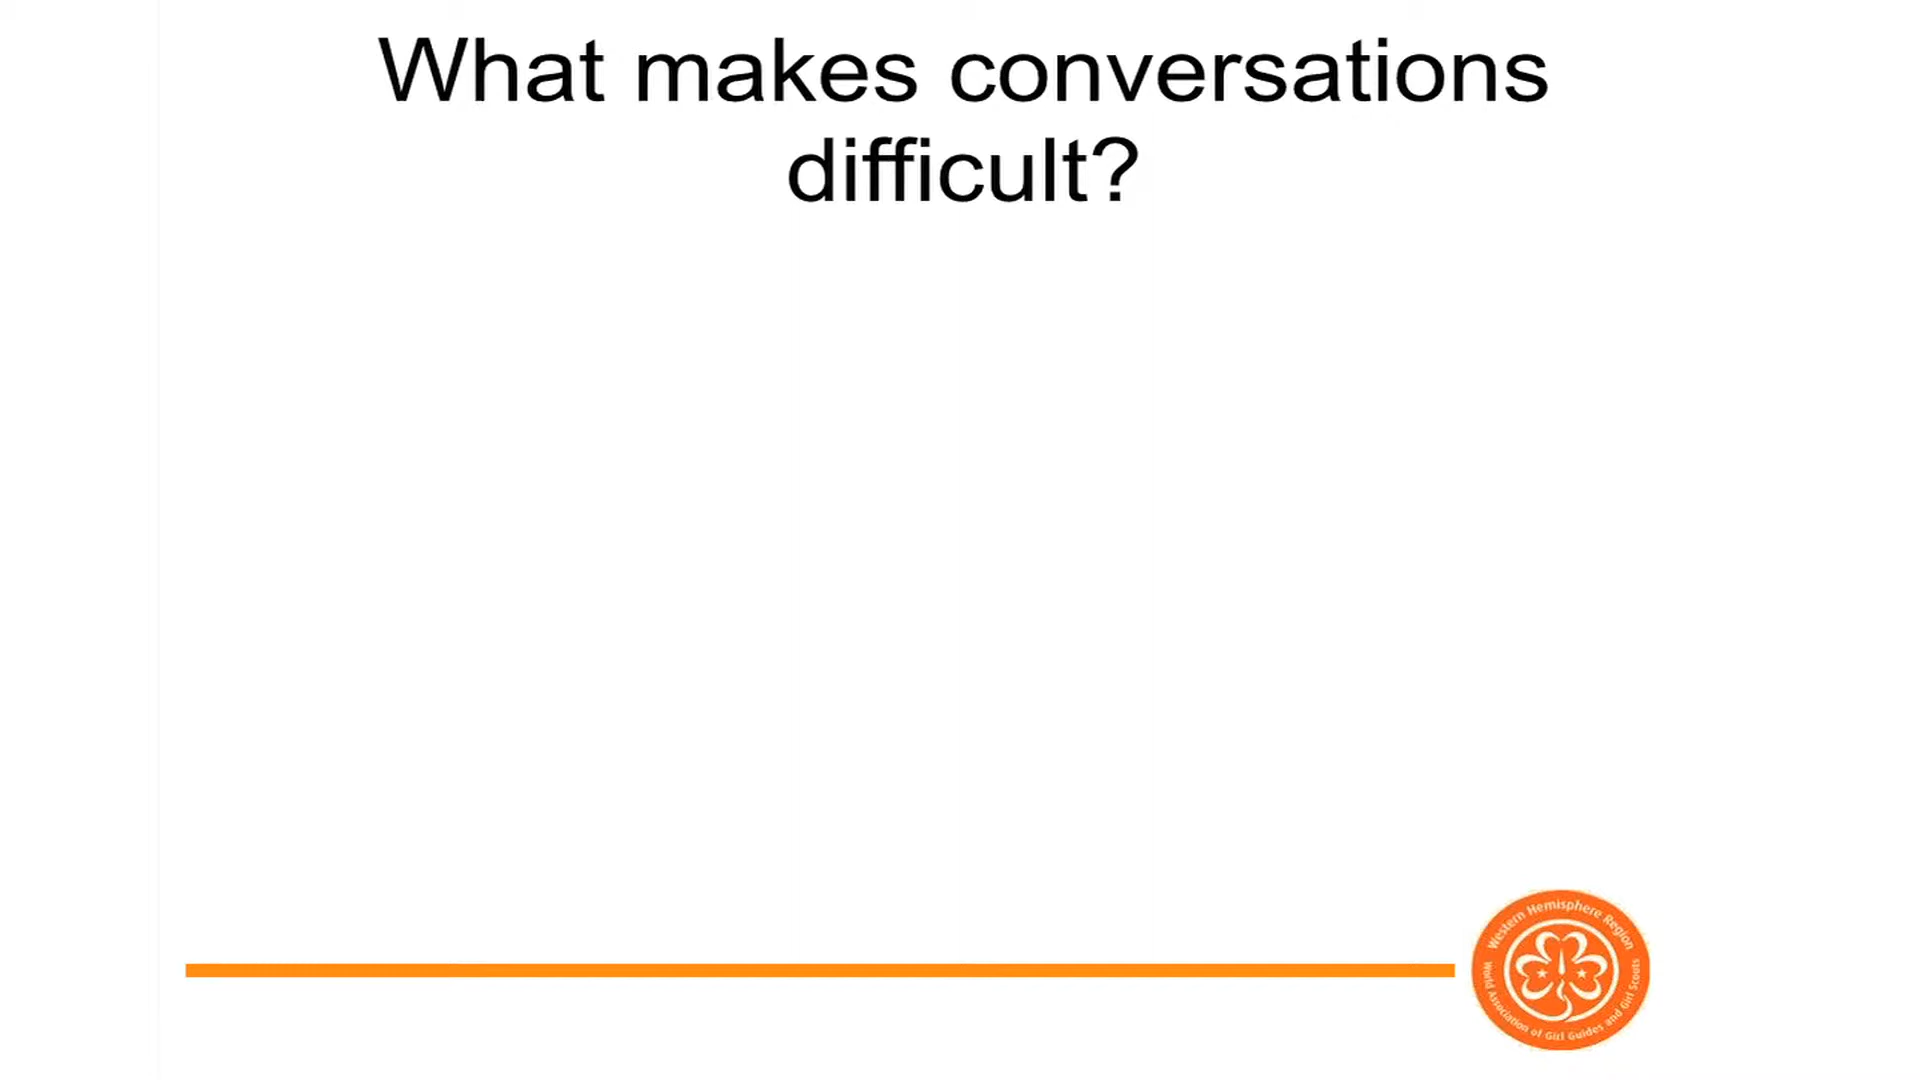 What makes conversations
difficult?
Western Hemisphere Region
World Association of Girl Guides and Girl Scouts